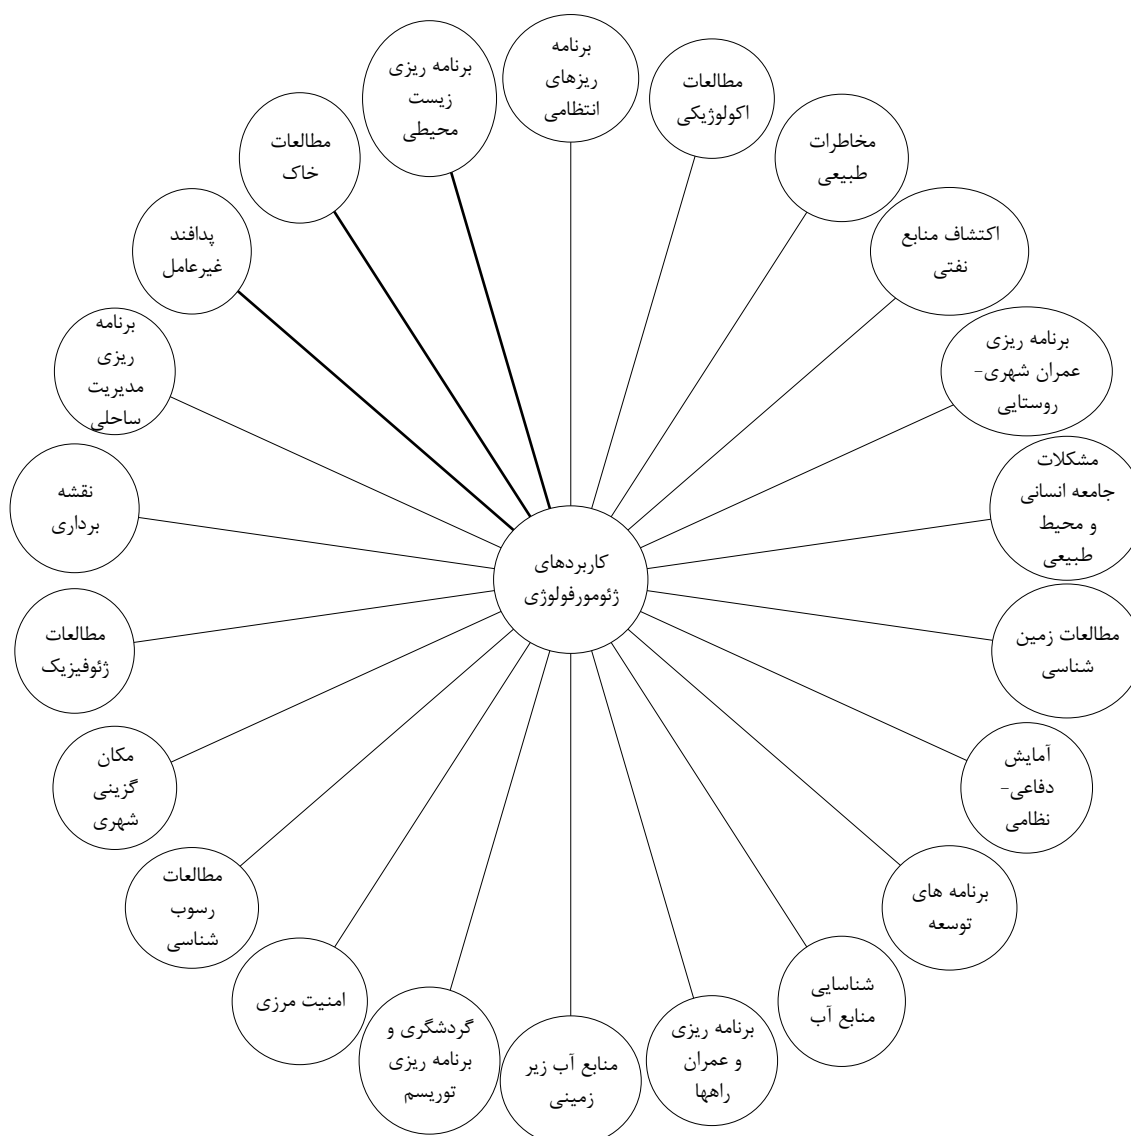 برنامه
ریزهای
انتظامی
مطالعات
اکولوژیکی
مخاطرات
طبیعی
اکتشاف منابع
نفتی
برنامه ریزی
عمران شهری-
روستایی
مشکلات
جامعه انسانی
و محیط
طبیعی
مطالعات زمین
شناسی
آمایش
دفاعی-
نظامی
برنامه های
توسعه
شناسایی
منابع آب
برنامه ریزی
و عمران
راهها
منابع آب زیر
زمینی
گردشگری و
برنامه ریزی
توریسم
امنیت مرزی
مطالعات
رسوب
شناسی
مکان
گزینی
شهری
مطالعات
ژئوفیزیک
نقشه
برداری
برنامه
ریزی
مدیریت
ساحلی
پدافند
غیرعامل
مطالعات
خاک
برنامه ریزی
زیست
محیطی
کاربردهای
ژئومورفولوژی